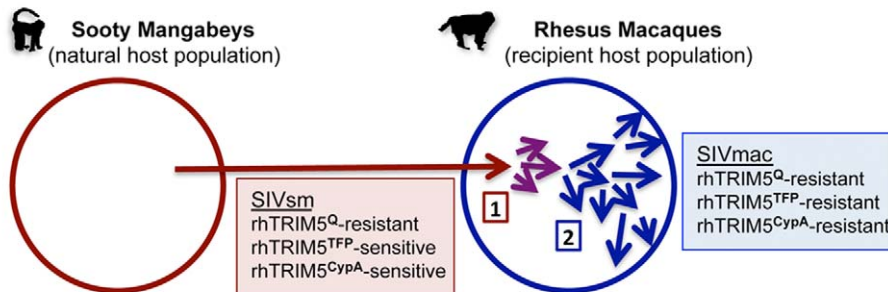 Sooty Mangabeys
(natural host population)
Rhesus Macaques
(recipient host population)
SIVsm
rhTRIM5Q-resistant
rhTRIM5TFP-sensitive
rhTRIM5CypA-sensitive
1
2
SIVmac
rhTRIM5Q-resistant
rhTRIM5TFP-resistant
rhTRIM5CypA-resistant